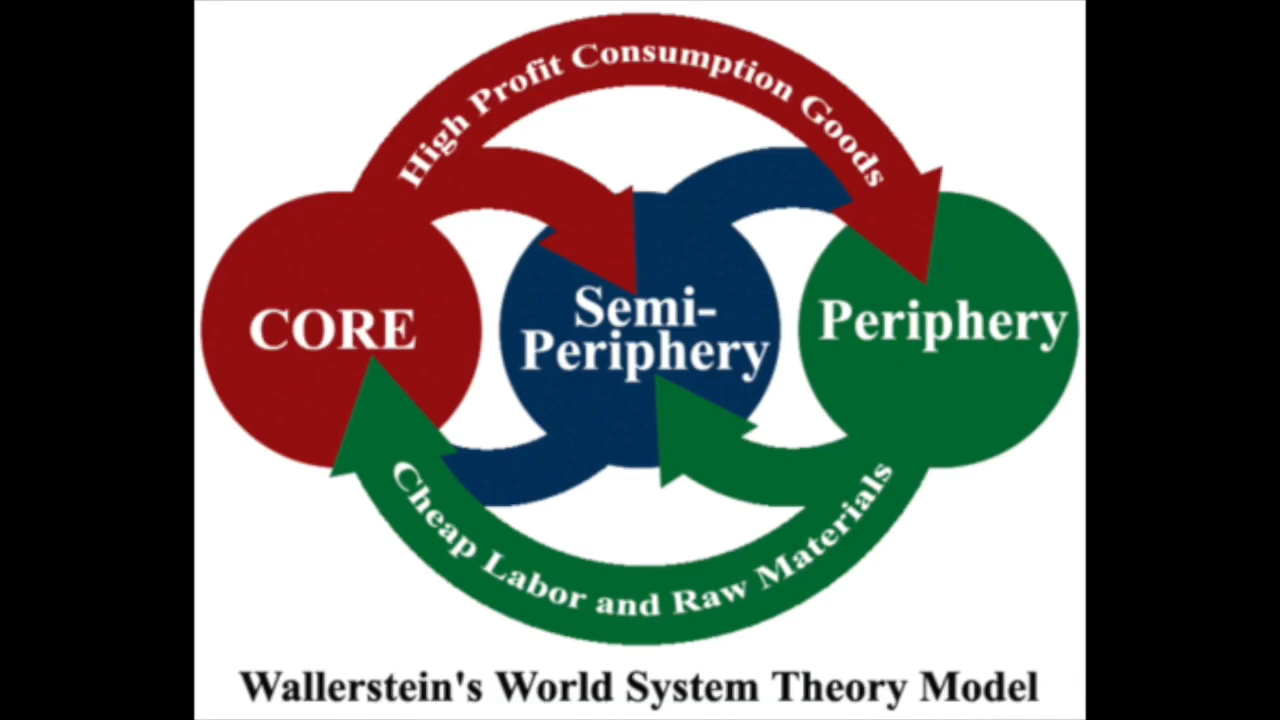 High Profit Consumption Goods
CORE
Semi-
Periphery
Periphery
Cheap Labor and Raw Materials
Wallerstein's World System Theory Model